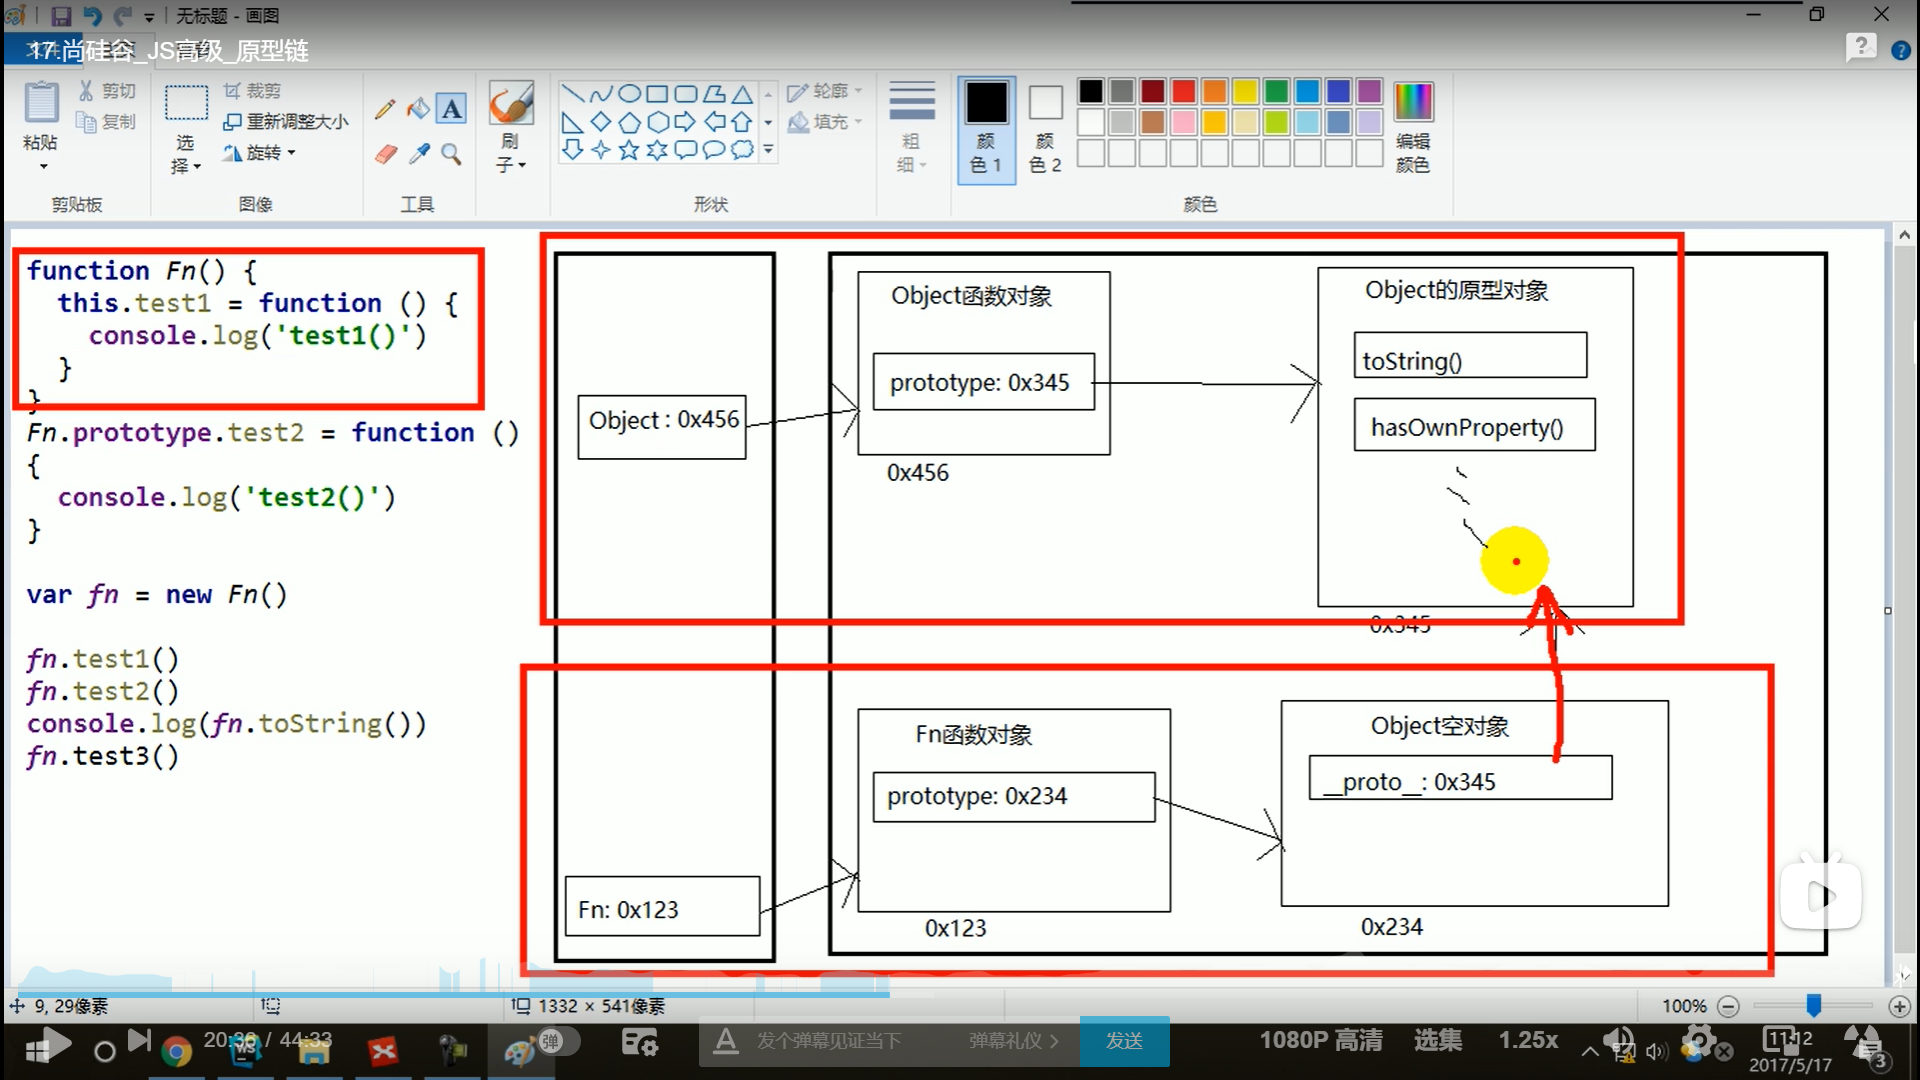 无标题 - 画图
17.尚硅谷_JS高级_原型链
粘贴
剪切
复制
剪贴板
选择
裁剪
重新调整大小
旋转
图像
A
工具
刷子
形状
轮廓
填充
粗细
颜色 1
颜色 2
编辑颜色
颜色
function Fn() {
this.test1 = function () {
console.log('test1()')
}
}
Fn.prototype.test2 = function ()
{
console.log('test2()')
}
var fn = new Fn()
fn.test1()
fn.test2()
console.log(fn.toString())
fn.test3()
Object : 0x456
Object函数对象
prototype: 0x345
0x456
Object的原型对象
toString()
hasOwnProperty()
0x345
Fn: 0x123
Fn函数对象
prototype: 0x234
0x123
Object空对象
__proto__: 0x345
0x234
9, 29像素
1332 × 541像素
100%
20:36 / 44:33
弹
发个弹幕见证当下
弹幕礼仪 >
发送
1080P 高清
选集
1.25x
11:12
2017/5/17
3